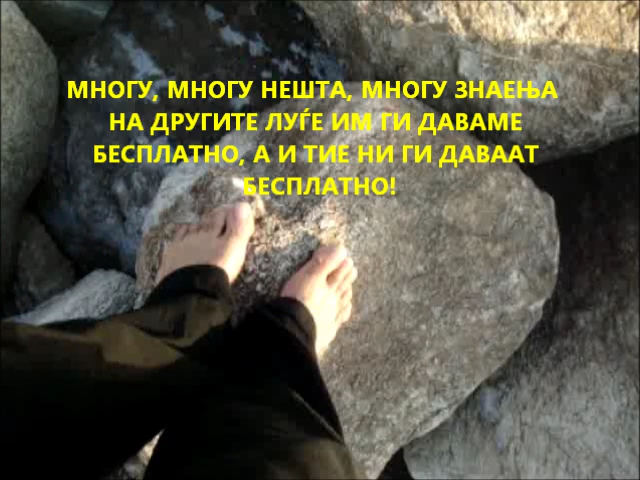 МНОГУ, МНОГУ НЕШТА, МНОГУ ЗНАЕЊА
НА ДРУГИТЕ ЛУЃЕ ИМ ГИ ДАВАМЕ
БЕСПЛАТНО, А И ТИЕ НИ ГИ ДАВААТ
БЕСПЛАТНО!